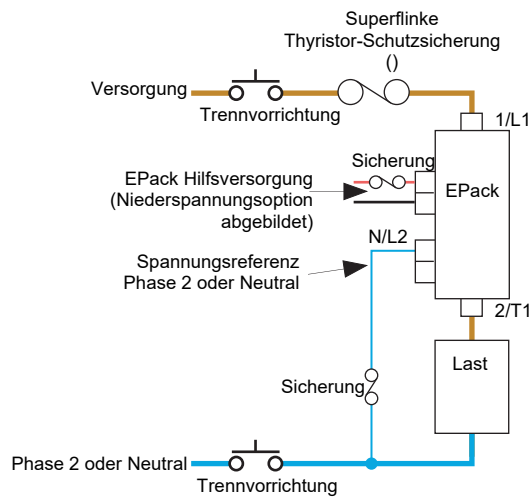 Superflinke
Thyristor-Schutzsicherung
()
Versorgung
Trennvorrichtung
1/L1
Sicherung
EPack Hilfsversorgung
(Niederspannungsoption
abgebildet)
EPack
N/L2
Spannungsreferenz
Phase 2 oder Neutral
2/T1
Last
Sicherung
Phase 2 oder Neutral
Trennvorrichtung